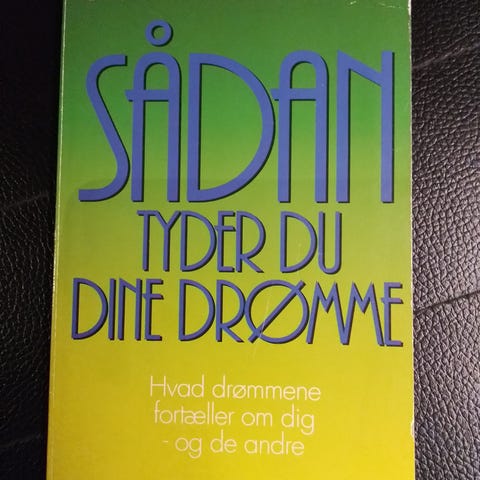 SÅDAN
TYDER DU
DINE DRØMME
Hvad drømmene
fortæller om dig
- og de andre